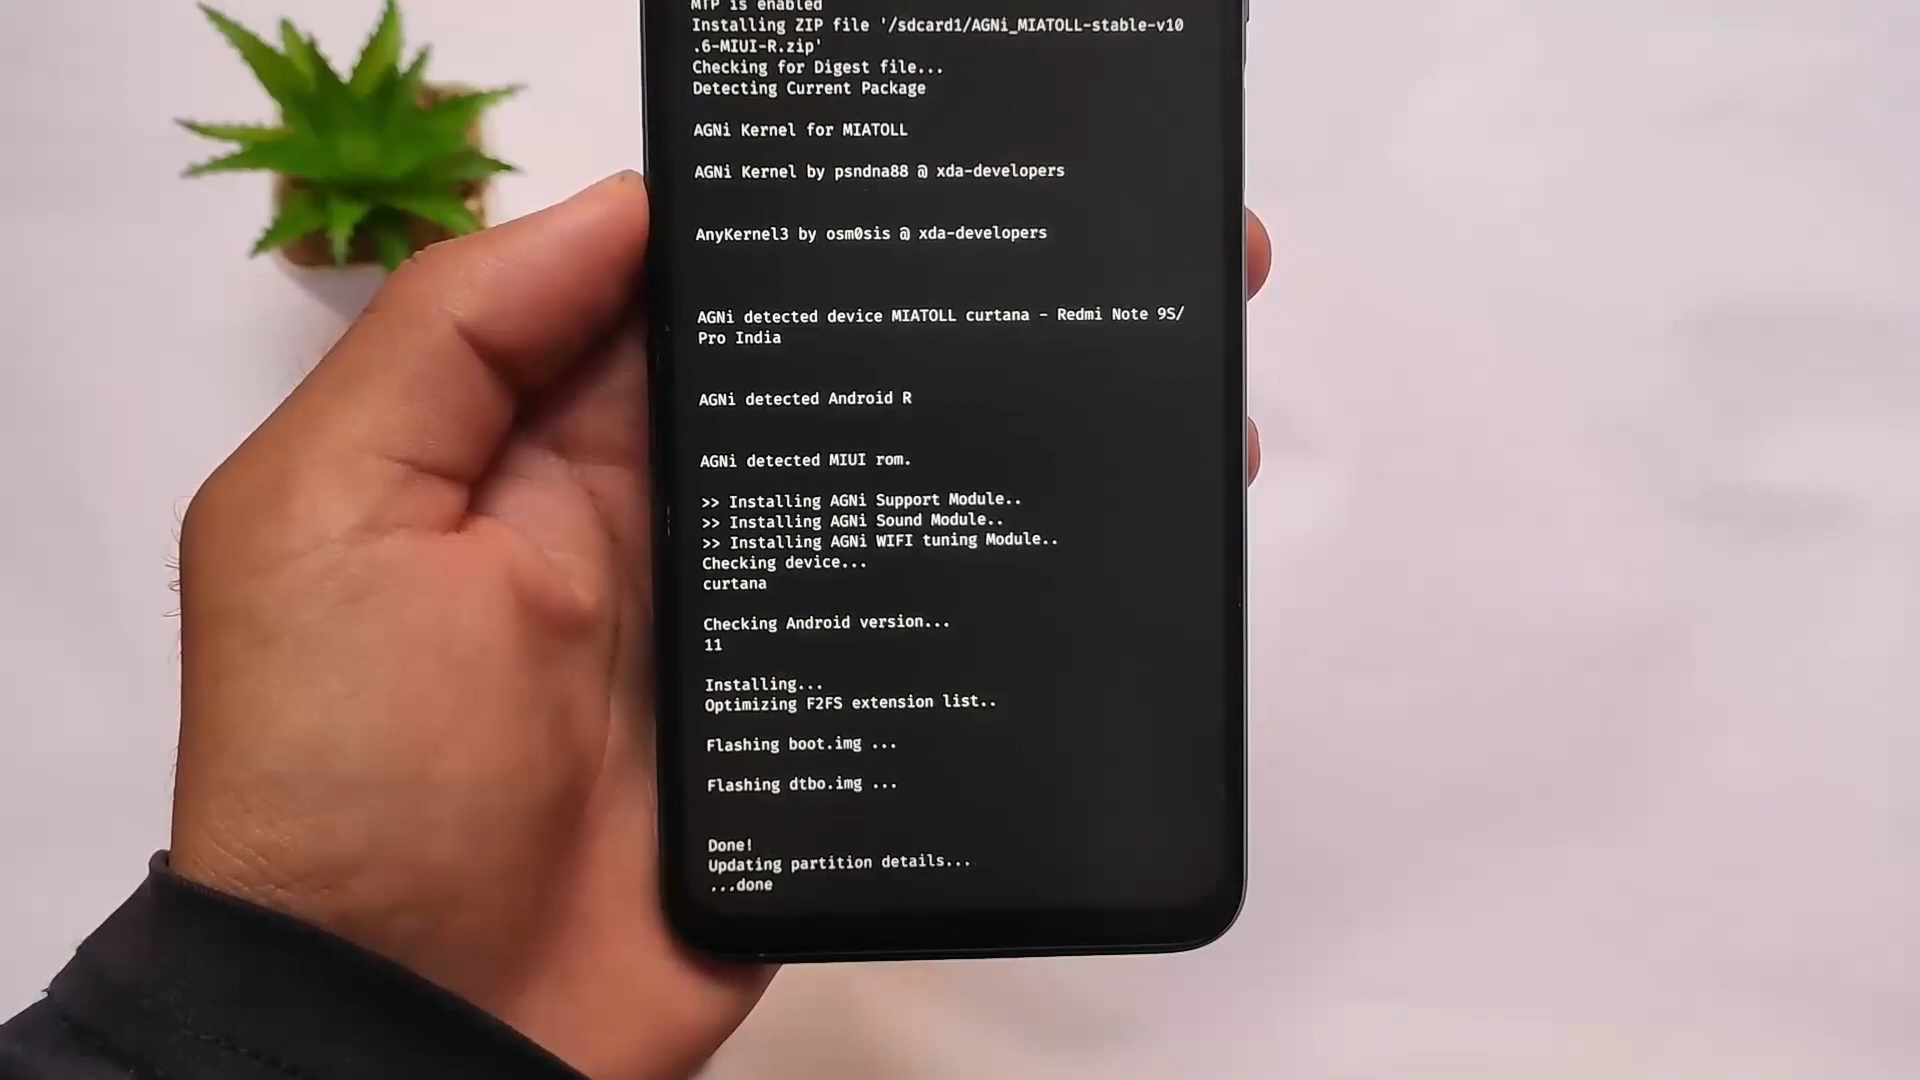 MTP is enabled
Installing ZIP file '/sdcard1/AGNi_MIATOLL-stable-v10
.6-MIUI-R.zip'
Checking for Digest file...
Detecting Current Package
AGNi Kernel for MIATOLL
AGNi Kernel by psndna88 @ xda-developers
AnyKernel3 by osm0sis @ xda-developers
AGNi detected device MIATOLL curtana - Redmi Note 9S/
Pro India
AGNi detected Android R
AGNi detected MIUI rom.
>> Installing AGNi Support Module..
>> Installing AGNi Sound Module..
>> Installing AGNi WIFI tuning Module..
Checking device...
curtana
Checking Android version...
11
Installing...
Optimizing F2FS extension list..
Flashing boot.img ...
Flashing dtbo.img ...
Done!
Updating partition details...
...done